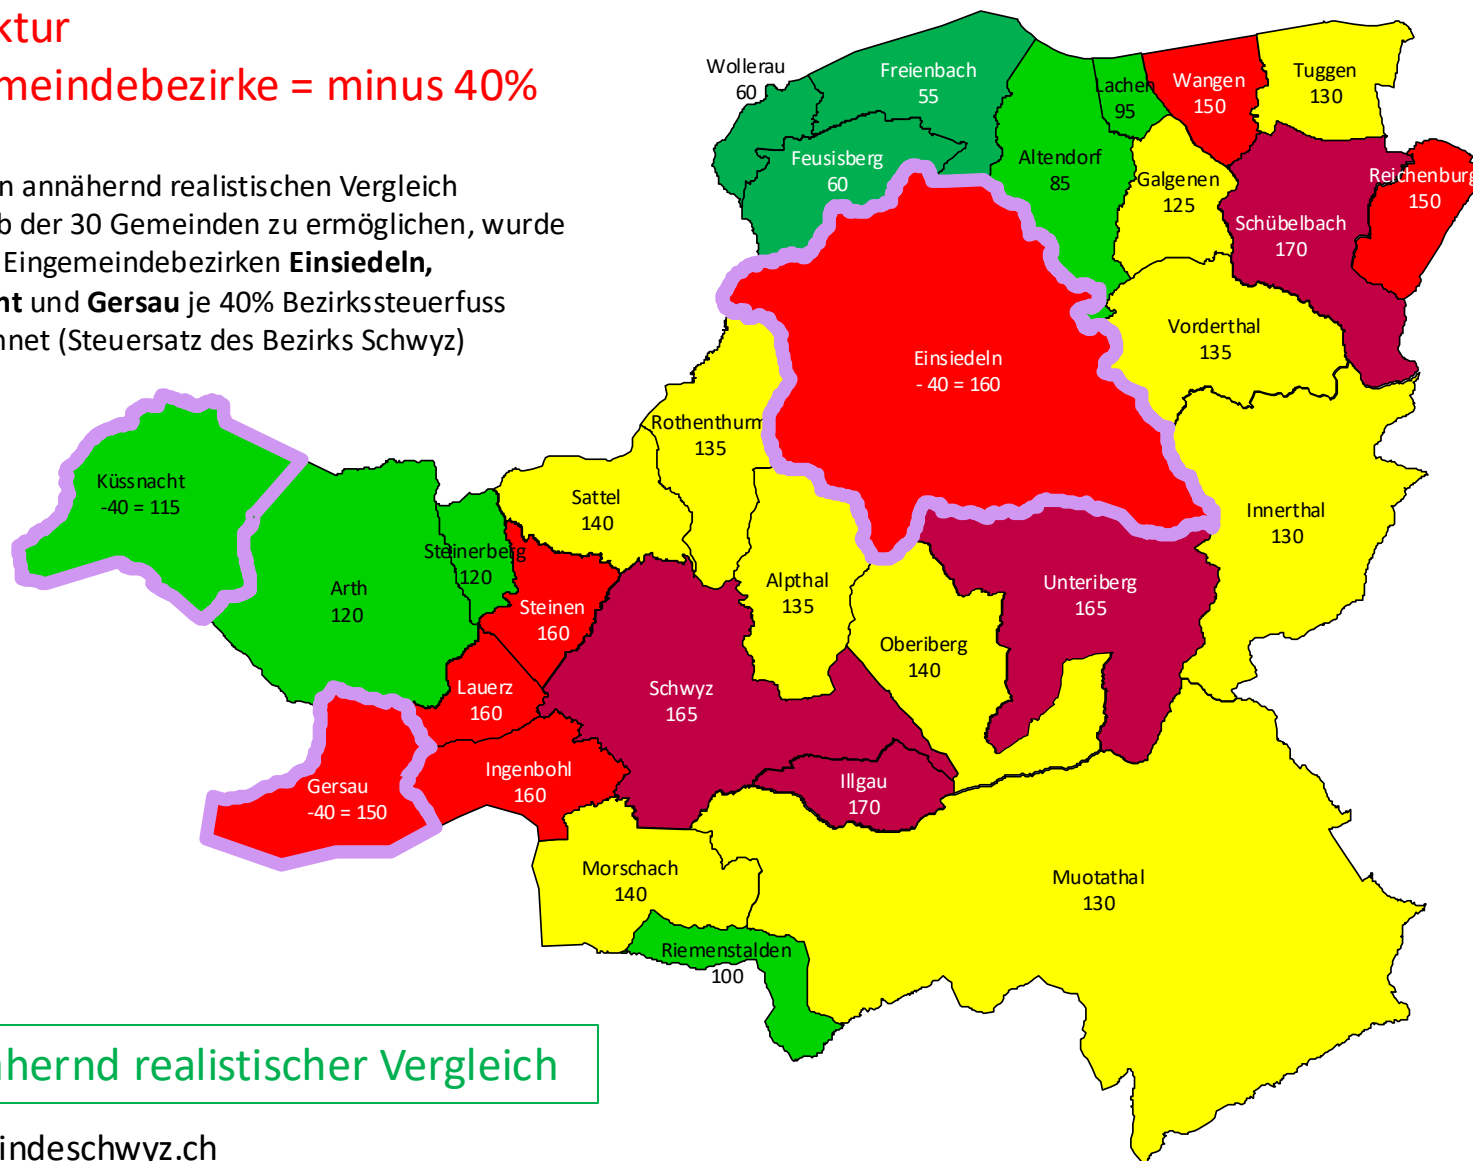 ktur
meindebezirke = minus 40%
n annähernd realistischen Vergleich
b der 30 Gemeinden zu ermöglichen, wurde
Eingemeindebezirken Einsiedeln,
nt und Gersau je 40% Bezirkssteuerfuss
hnet (Steuersatz des Bezirks Schwyz)
Wollerau
60
Freienbach
55
Feusisberg
60
Altendorf
85
Lachen
95
Wangen
150
Tuggen
130
Galgenen
125
Schübelbach
170
Reichenburg
150
Vorderthal
135
Einsiedeln
- 40 = 160
Rothenthurm
135
Küssnacht
-40 = 115
Sattel
140
Innerthal
130
Steinerberg
120
Arth
120
Steinen
160
Alpthal
135
Unteriberg
165
Oberiberg
140
Lauerz
160
Schwyz
165
Ingenbohl
160
Gersau
-40 = 150
Illgau
170
Morschach
140
Muotathal
130
Riemenstalden
100
ähernd realistischer Vergleich
indeschwyz.ch